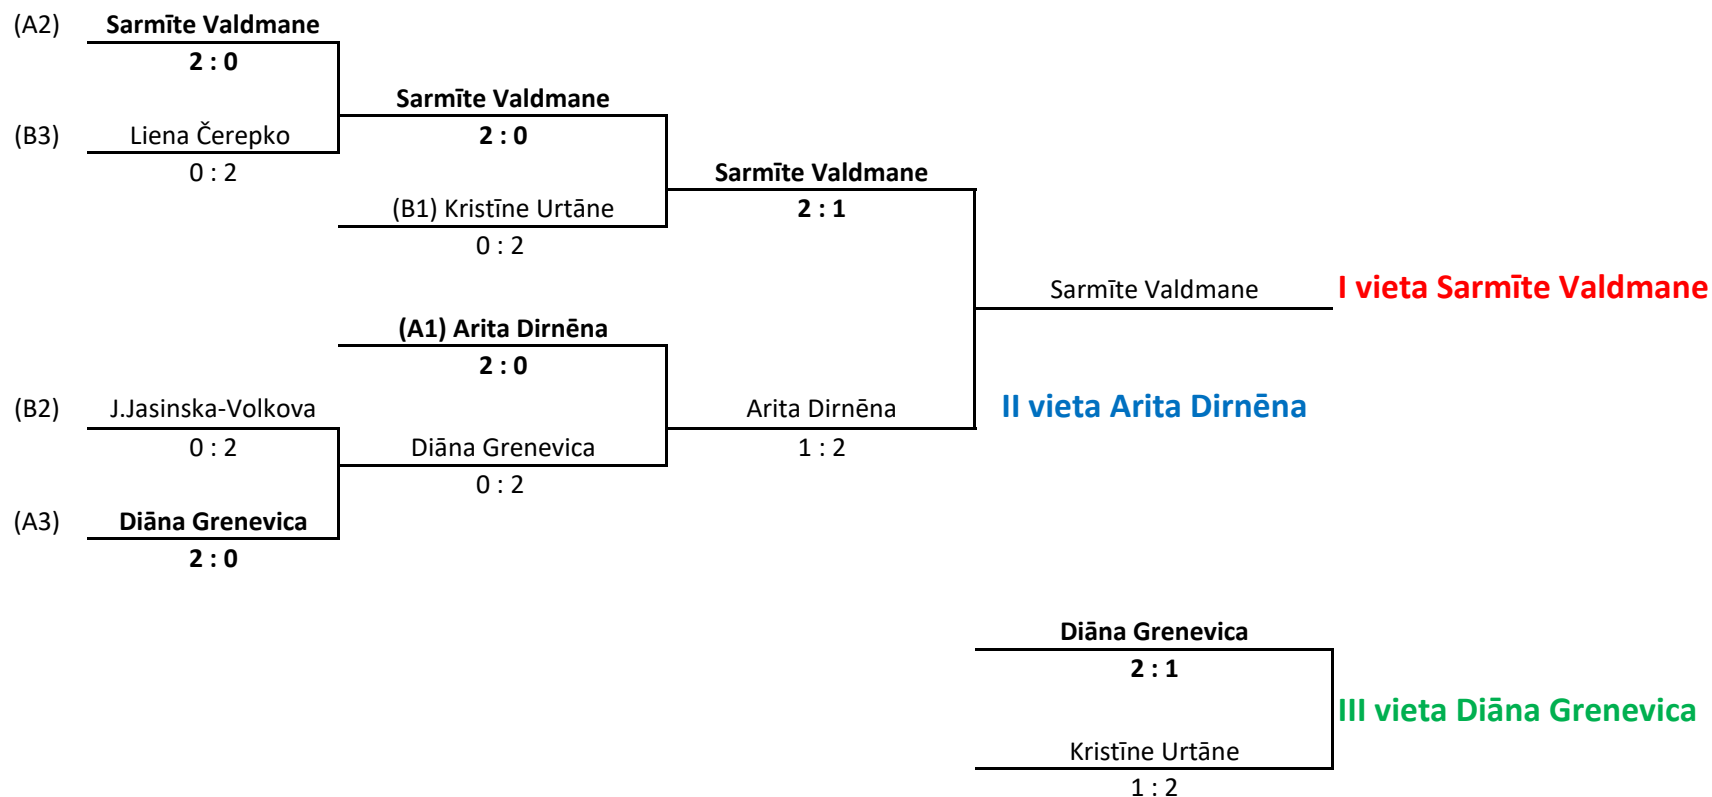 (A2) Sarmīte Valdmane
2 : 0
Sarmīte Valdmane
(B3) Liena Čerepko 2 : 0
0 : 2 Sarmīte Valdmane
(B1) Kristīne Urtāne 2 : 1
0 : 2
Sarmīte Valdmane I vieta Sarmīte Valdmane
(A1) Arita Dirnēna
2 : 0
(B2) J.Jasinska-Volkova Arita Dirnēna II vieta Arita Dirnēna
0 : 2 Diāna Grenevica 1 : 2
0 : 2
(A3) Diāna Grenevica
2 : 0
Diāna Grenevica
2 : 1
III vieta Diāna Grenevica
Kristīne Urtāne
1 : 2